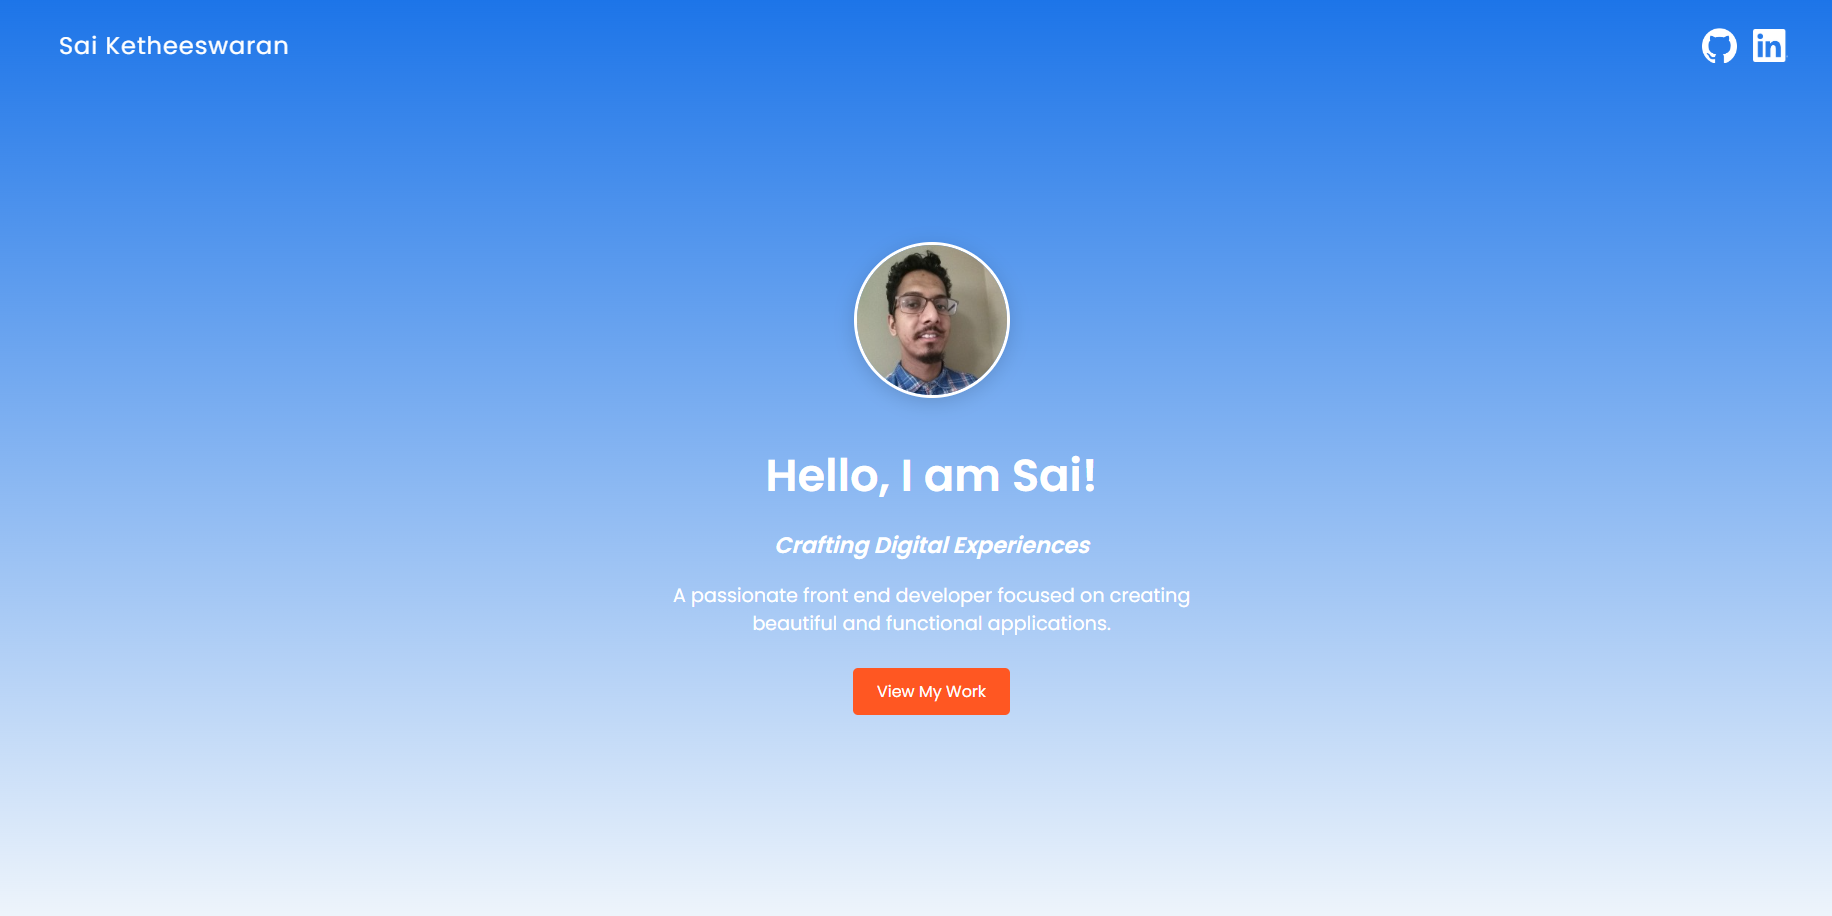 Sai Ketheeswaran
in
Hello, I am Sai!
Crafting Digital Experiences
A passionate front end developer focused on creating
beautiful and functional applications.
View My Work